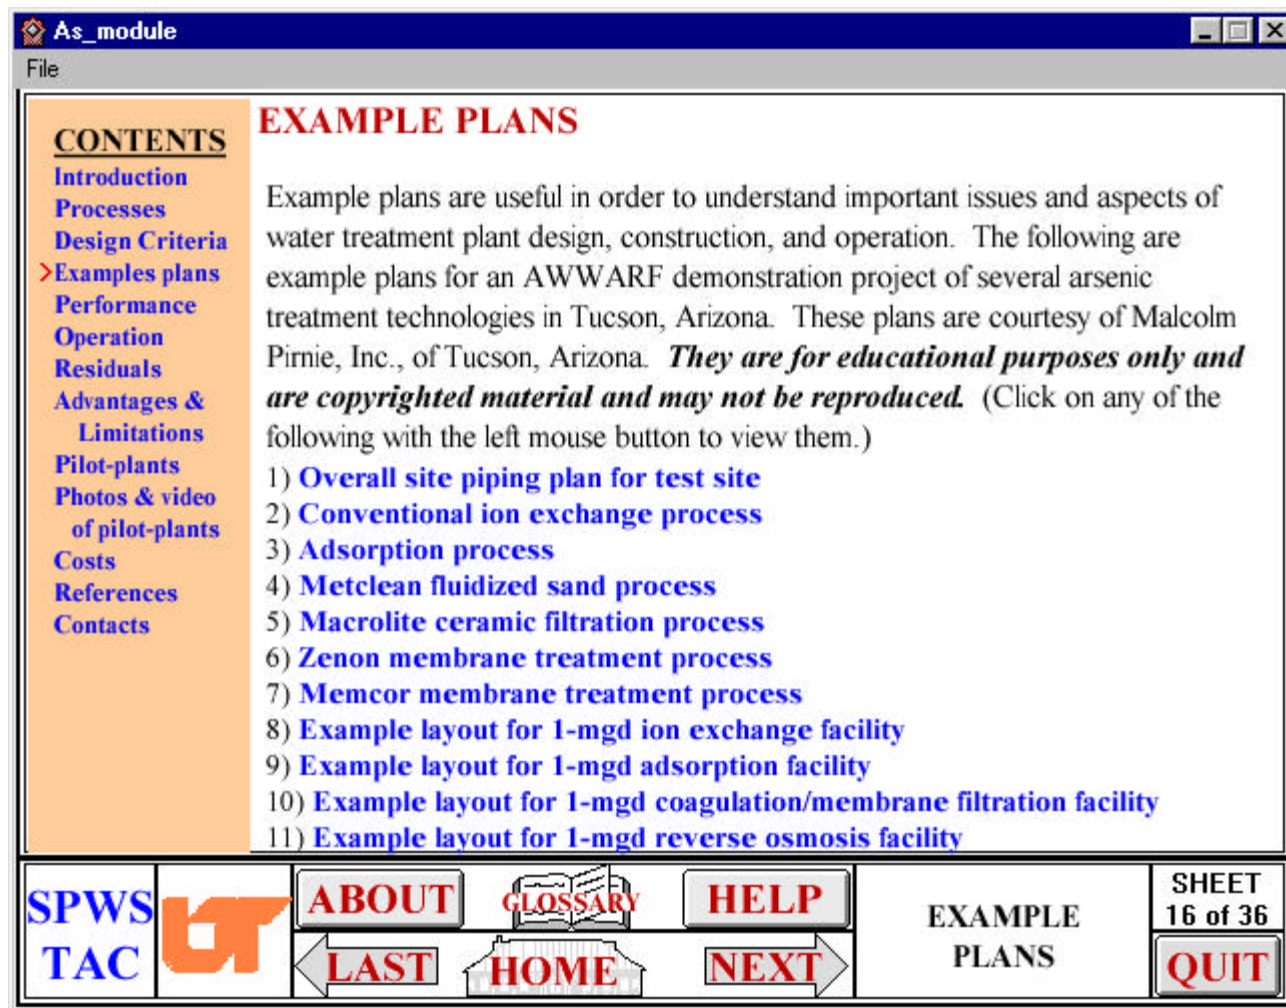 As_module
File
CONTENTS
Introduction
Processes
Design Criteria
>Examples plans
Performance
Operation
Residuals
Advantages &
Limitations
Pilot-plants
Photos & video
of pilot-plants
Costs
References
Contacts
EXAMPLE PLANS
Example plans are useful in order to understand important issues and aspects of
water treatment plant design, construction, and operation. The following are
example plans for an AWWARF demonstration project of several arsenic
treatment technologies in Tucson, Arizona. These plans are courtesy of Malcolm
Pirnie, Inc., of Tucson, Arizona. They are for educational purposes only and
are copyrighted material and may not be reproduced. (Click on any of the
following with the left mouse button to view them.)
1) Overall site piping plan for test site
2) Conventional ion exchange process
3) Adsorption process
4) Metclean fluidized sand process
5) Macrolite ceramic filtration process
6) Zenon membrane treatment process
7) Memcor membrane treatment process
8) Example layout for 1-mgd ion exchange facility
9) Example layout for 1-mgd adsorption facility
10) Example layout for 1-mgd coagulation/membrane filtration facility
11) Example layout for 1-mgd reverse osmosis facility
SPWS
TAC
UT
ABOUT
GLOSSARY
HELP
LAST
HOME
NEXT
EXAMPLE
PLANS
SHEET
16 of 36
QUIT